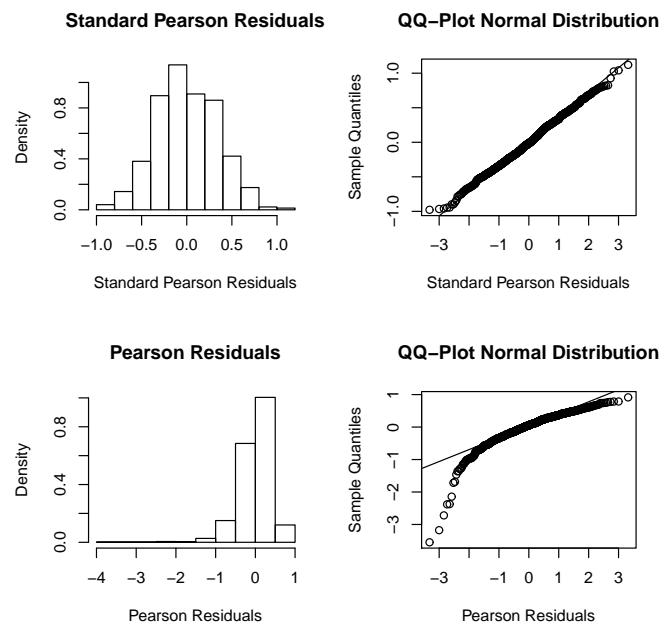 Standard Pearson Residuals
Density
0.0 0.4 0.8
−1.0 −0.5 0.0 0.5 1.0
Standard Pearson Residuals
QQ−Plot Normal Distribution
Sample Quantiles
−1.0 0.0 1.0
−3 −1 0 1 2 3
Standard Pearson Residuals
Pearson Residuals
Density
0.0 0.4 0.8
−4 −3 −2 −1 0 1
Pearson Residuals
QQ−Plot Normal Distribution
Sample Quantiles
−3 −2 −1 0 1
−3 −1 0 1 2 3
Pearson Residuals